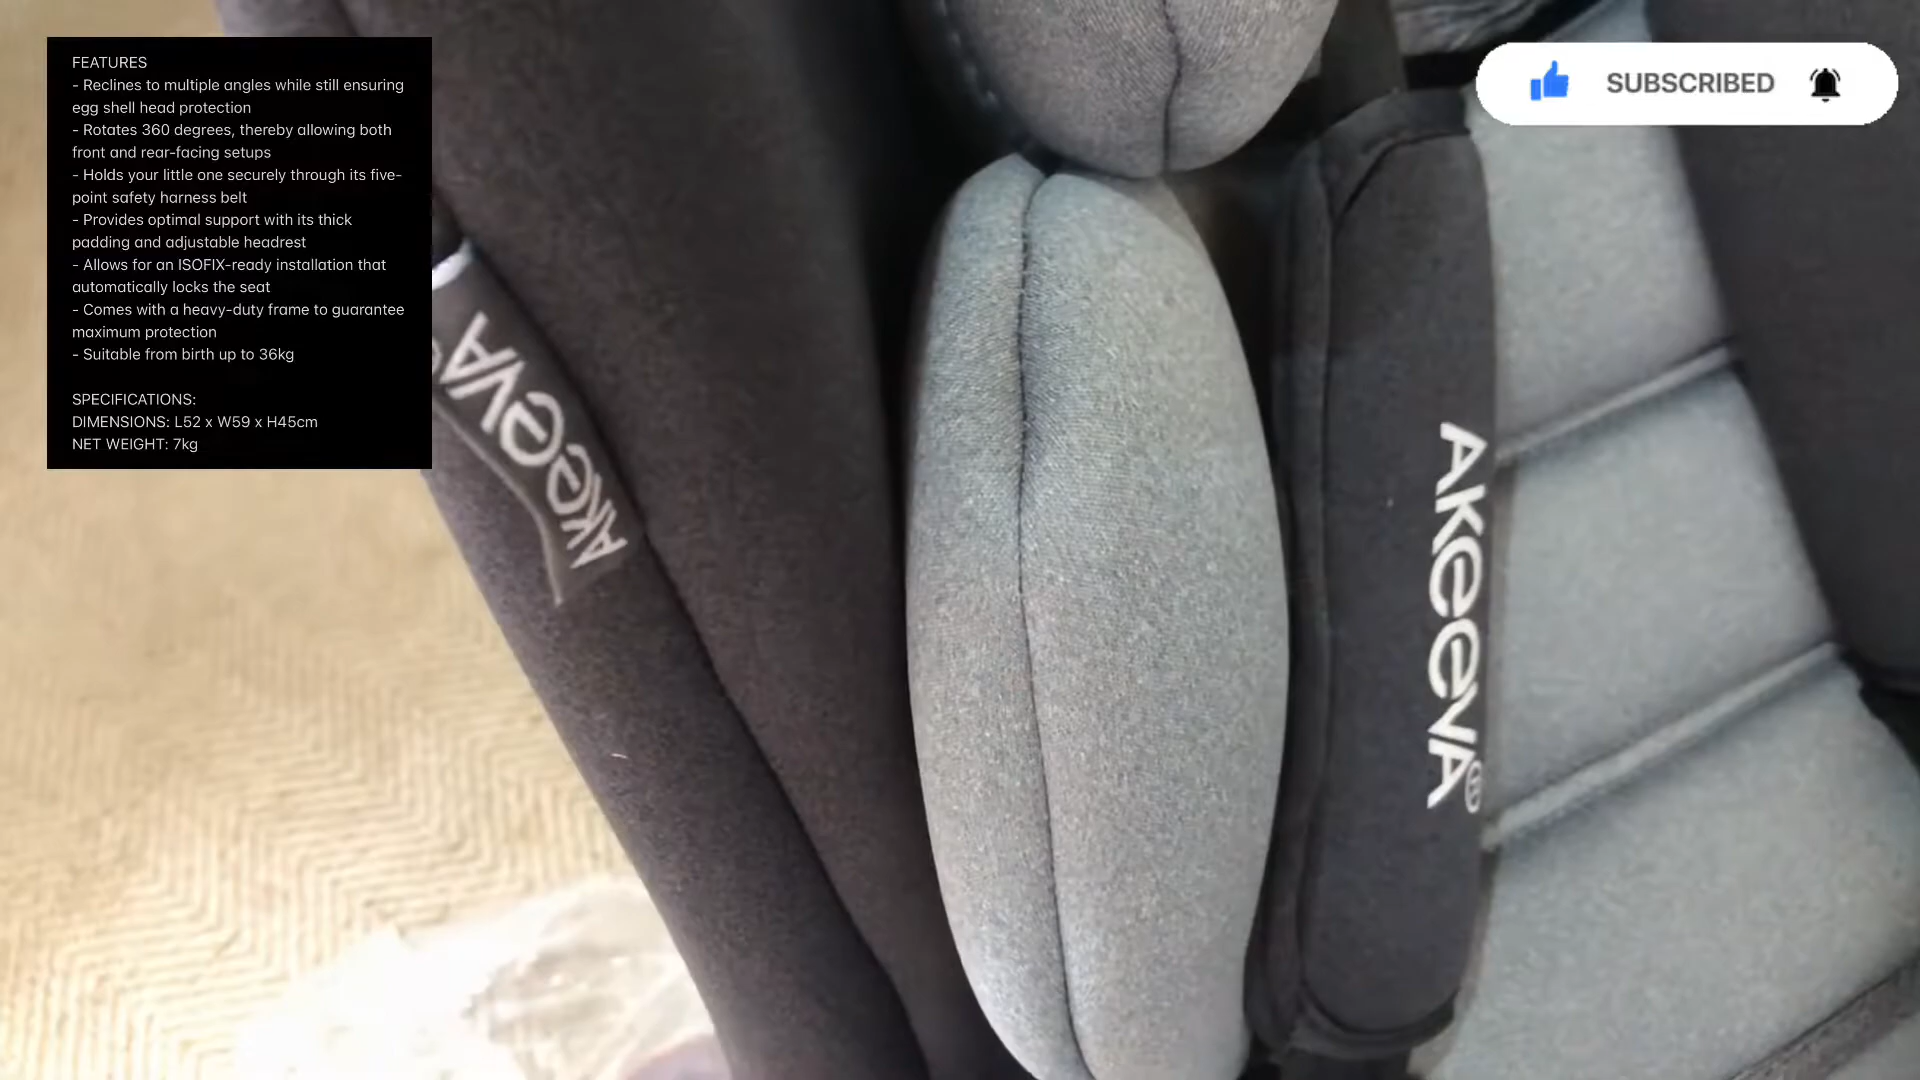 FEATURES
- Reclines to multiple angles while still ensuring
egg shell head protection
- Rotates 360 degrees, thereby allowing both
front and rear-facing setups
- Holds your little one securely through its five-
point safety harness belt
- Provides optimal support with its thick
padding and adjustable headrest
- Allows for an ISOFIX-ready installation that
automatically locks the seat
- Comes with a heavy-duty frame to guarantee
maximum protection
- Suitable from birth up to 36kg
SPECIFICATIONS:
DIMENSIONS: L52 x W59 x H45cm
NET WEIGHT: 7kg
SUBSCRIBED
AKeeVA
AKeeVA®